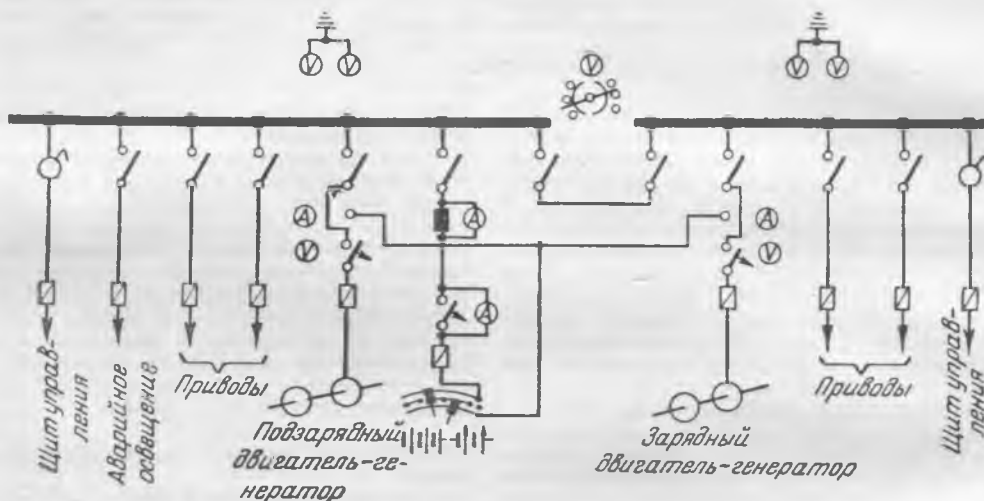 V V
V
V V
A
V
A
A
A
V
Щит управ-
ления
Аварийное
освещение
Приводы
Подзарядный
двигатель-ге-
нератор
Зарядный
двигатель-генератор
Приводы
Щит управ-
ления